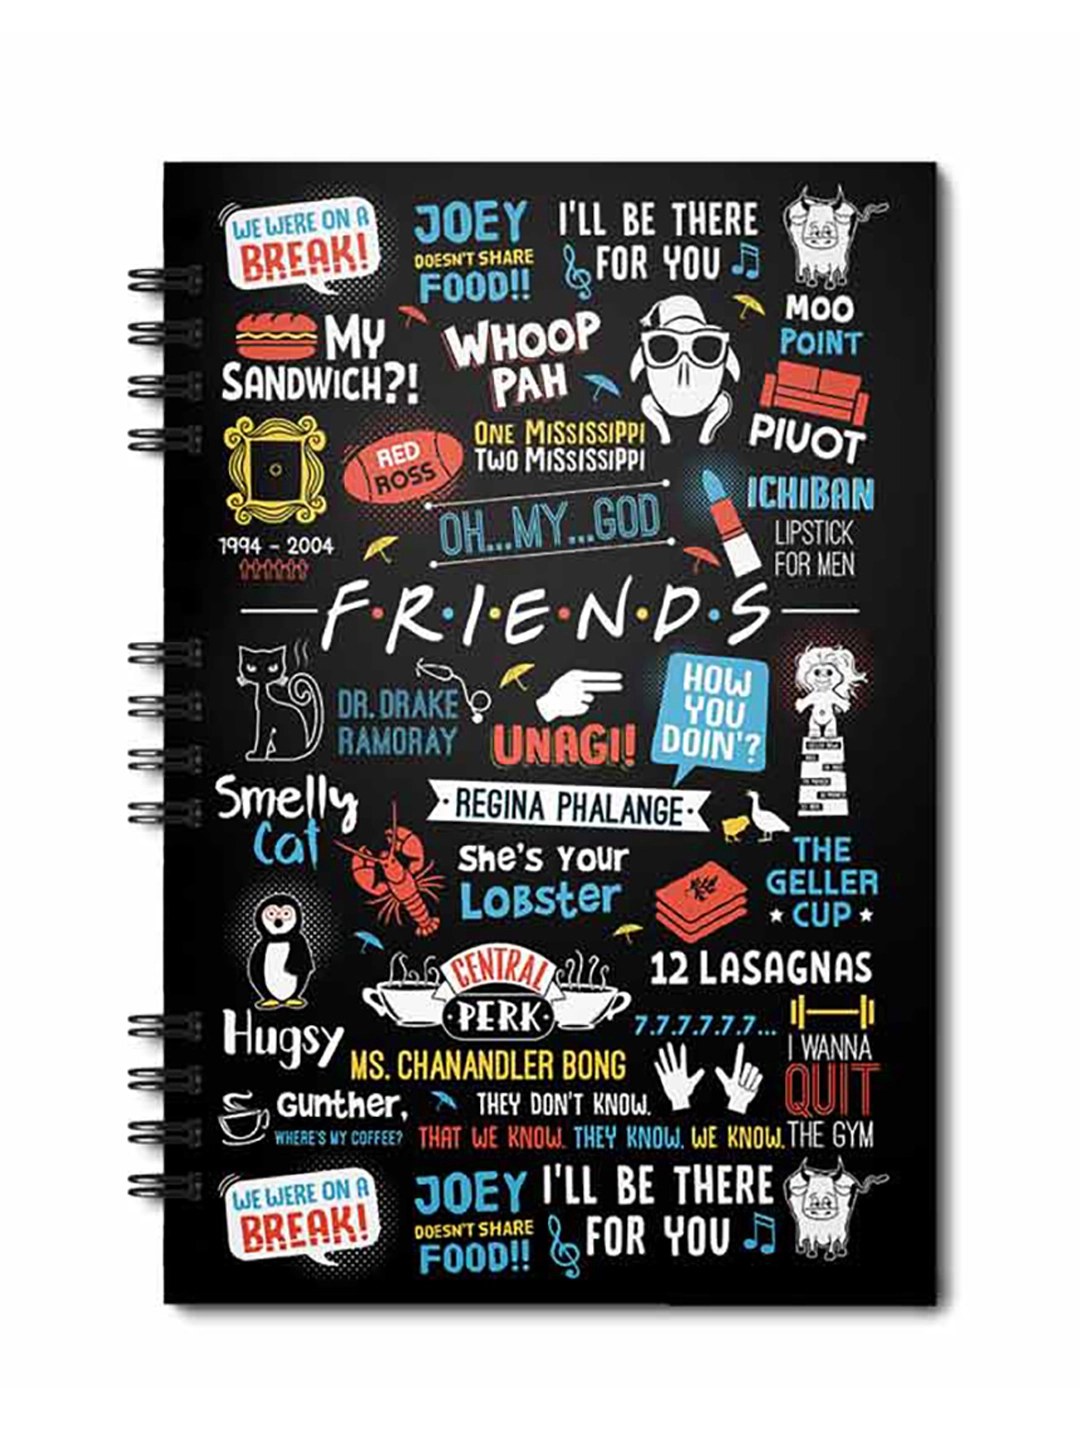 WE WERE ON A
BREAK!
JOEY
DOESN'T SHARE
FOOD!!
I'LL BE THERE
FOR YOU
MOO
POINT
MY
SANDWICH?!
WHOOP
PAH
PIVOT
RED
ROSS
ONE MISSISSIPPI
TWO MISSISSIPPI
OH...MY...GOD
ICHIBAN
LIPSTICK
FOR MEN
1994 - 2004
F·R·I·E·N·D·S
DR. DRAKE
RAMORAY
UNAGI!
HOW
YOU
DOIN'?
Smelly
Cat
·REGINA PHALANGE·
She's Your
Lobster
THE
GELLER
CUP
CENTRAL
·PERK·
12 LASAGNAS
7.7.7.7.7.7...
Hugsy
MS. CHANANDLER BONG
I WANNA
QUIT
THE GYM
Gunther,
WHERE'S MY COFFEE?
THEY DON'T KNOW.
THAT WE KNOW. THEY KNOW. WE KNOW.
WE WERE ON A
BREAK!
JOEY
DOESN'T SHARE
FOOD!!
I'LL BE THERE
FOR YOU